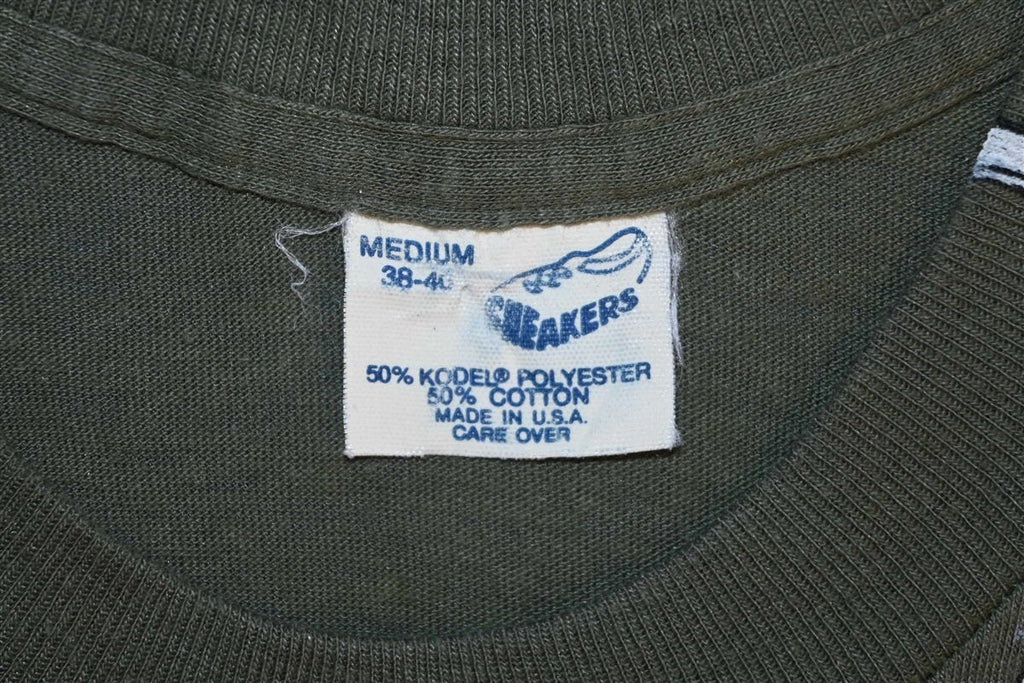 MEDIUM
38-40
SNEAKERS
50% KODEL® POLYESTER
50% COTTON
MADE IN U.S.A.
CARE OVER